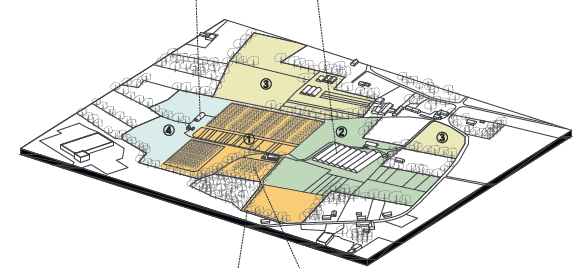 ③
② ③
①
④